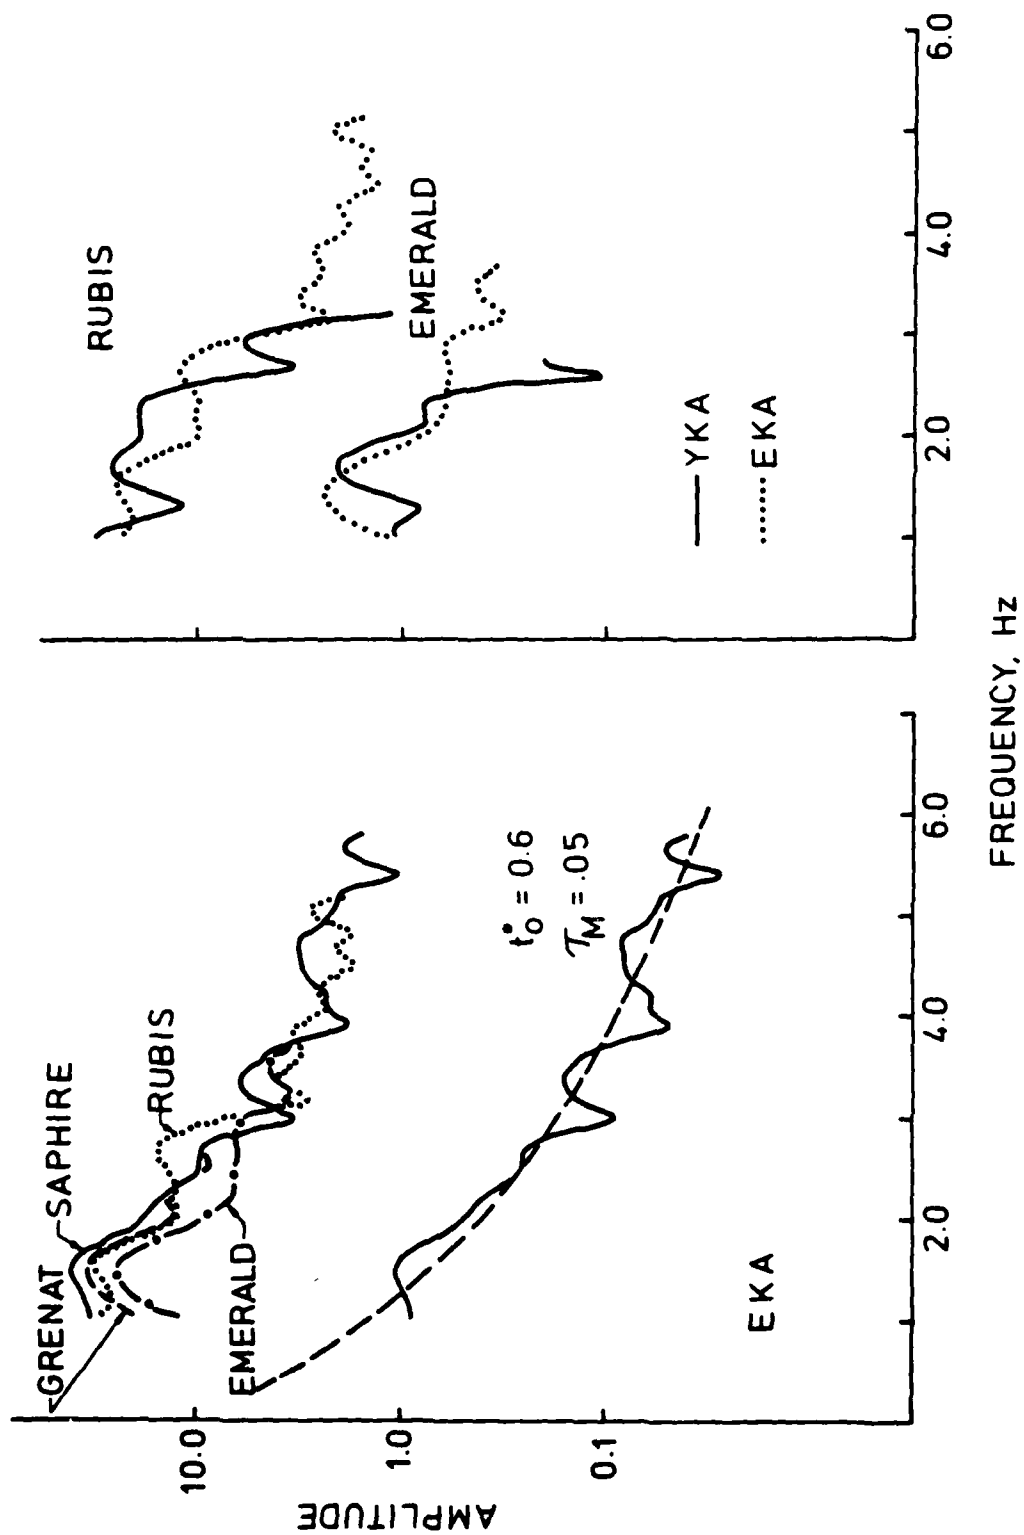 AMPLITUDE
10.0
1.0
0.1
GRENAT
SAPHIRE
RUBIS
EMERALD
t*o = 0.6
τM = .05
EKA
2.0
4.0
6.0
RUBIS
EMERALD
YKA
EKA
2.0
4.0
6.0
FREQUENCY, Hz